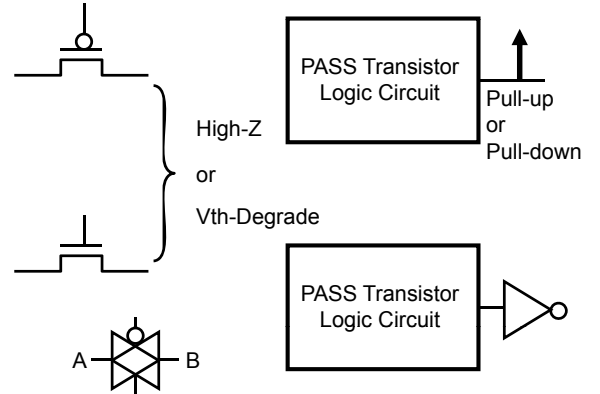 High-Z
or
Vth-Degrade
A
B
PASS Transistor
Logic Circuit
Pull-up
or
Pull-down
PASS Transistor
Logic Circuit